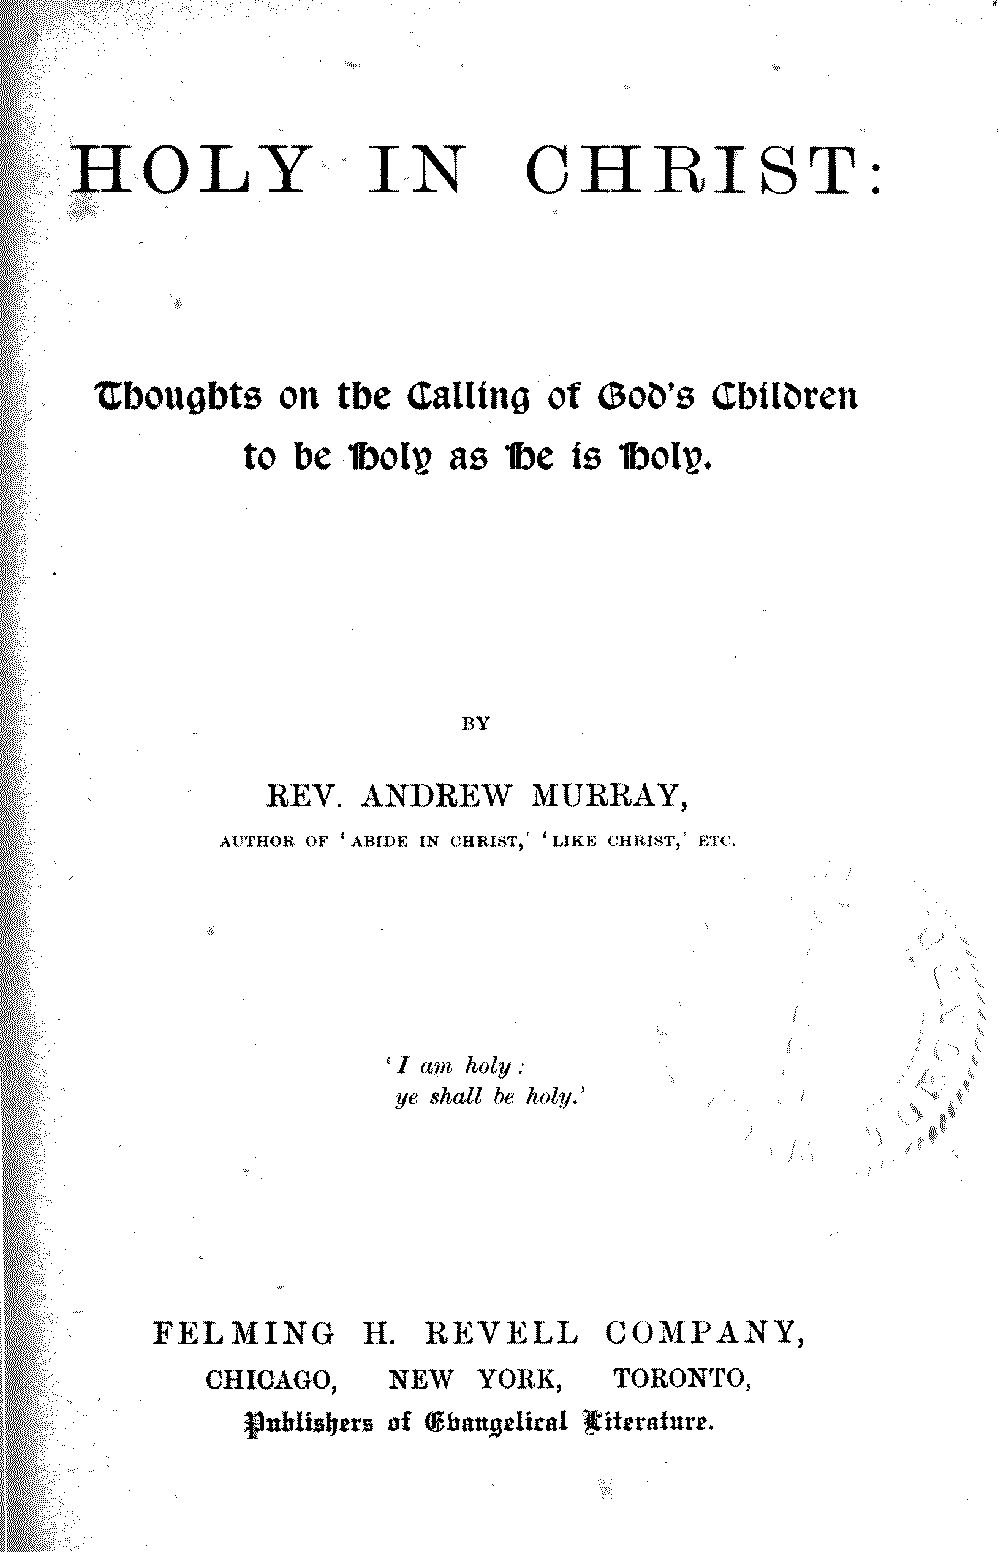 HOLY IN CHRIST:
Thoughts on the Calling of God's Children
to be Holy as He is Holy.
BY
REV. ANDREW MURRAY,
AUTHOR OF 'ABIDE IN CHRIST,' 'LIKE CHRIST,' ETC.
'I am holy:
ye shall be holy.'
FELMING H. REVELL COMPANY,
CHICAGO, NEW YORK, TORONTO,
Publishers of Evangelical Literature.